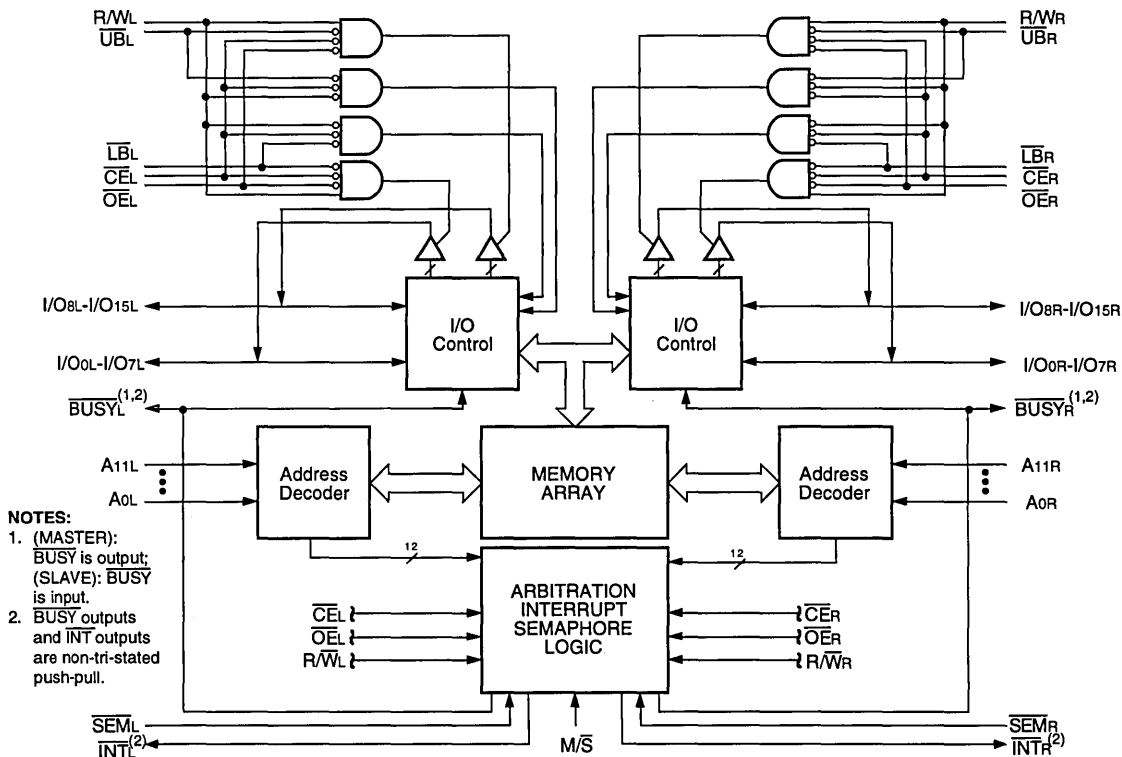 R/WL
UBL
R/WR
UBR
LBL
CEL
OEL
LBR
CER
OER
I/O8L-I/O15L
I/O Control
I/O Control
I/O8R-I/O15R
I/O0L-I/O7L
I/O0R-I/O7R
BUSYL(1,2)
BUSYR(1,2)
A11L
A0L
Address
Decoder
MEMORY
ARRAY
Address
Decoder
A11R
A0R
NOTES:
1. (MASTER):
BUSY is output;
(SLAVE): BUSY
is input.
2. BUSY outputs
and INT outputs
are non-tri-stated
push-pull.
12
12
ARBITRATION
INTERRUPT
SEMAPHORE
LOGIC
CEL
OEL
R/WL
CER
OER
R/WR
SEML
INTL(2)
M/S
SEMR
INTR(2)